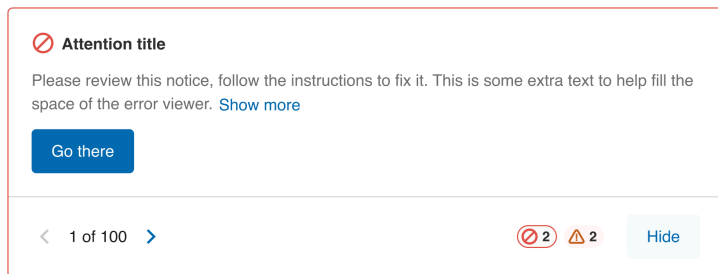 Attention title
Please review this notice, follow the instructions to fix it. This is some extra text to help fill the
space of the error viewer. Show more
Go there
1 of 100 2 2 Hide